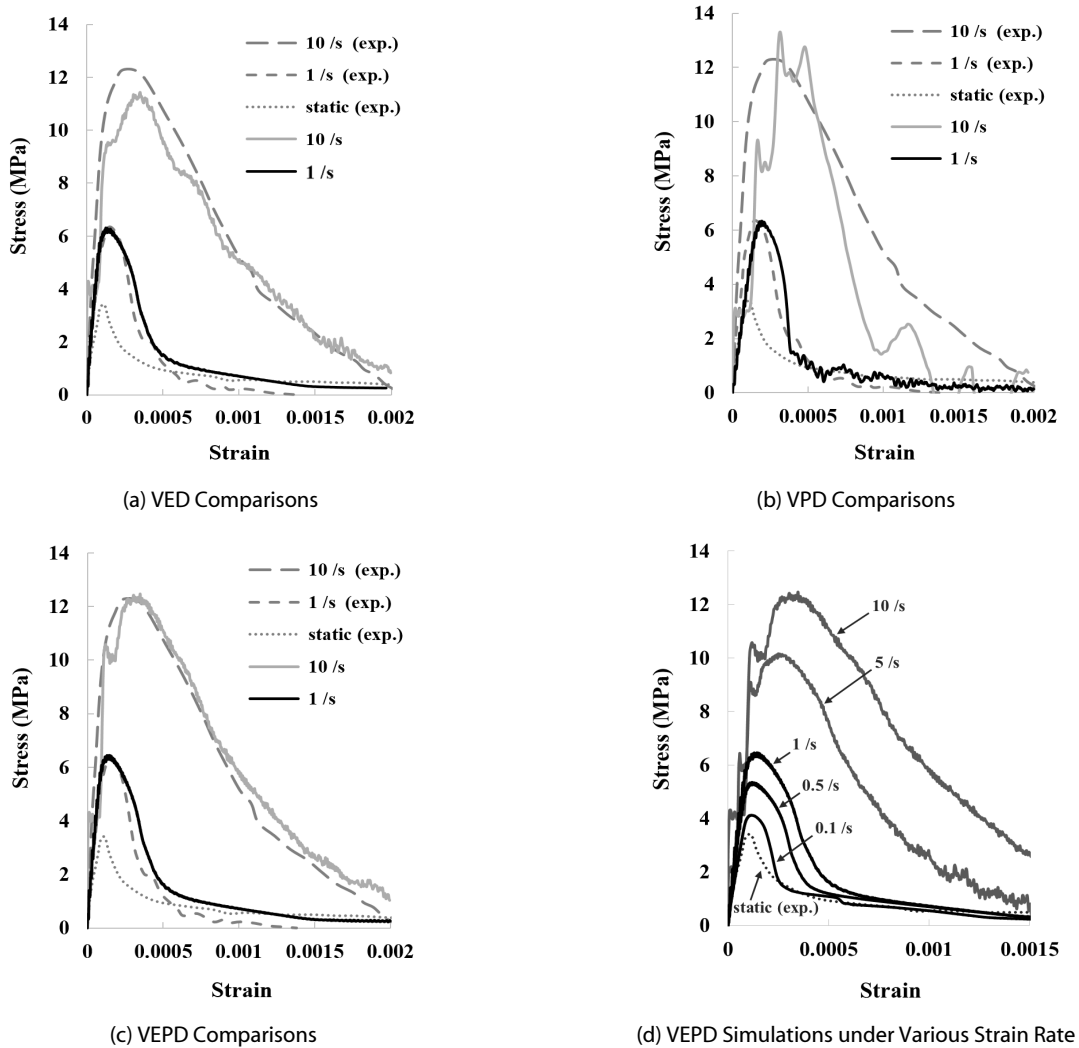 14
12
10
8
6
4
2
0
Stress (MPa)
10 /s (exp.)
1 /s (exp.)
static (exp.)
10 /s
1 /s
0 0.0005 0.001 0.0015 0.002
Strain
(a) VED Comparisons
14
12
10
8
6
4
2
0
Stress (MPa)
10 /s (exp.)
1 /s (exp.)
static (exp.)
10 /s
1 /s
0 0.0005 0.001 0.0015 0.002
Strain
(b) VPD Comparisons
14
12
10
8
6
4
2
0
Stress (MPa)
10 /s (exp.)
1 /s (exp.)
static (exp.)
10 /s
1 /s
0 0.0005 0.001 0.0015 0.002
Strain
(c) VEPD Comparisons
14
12
10
8
6
4
2
0
Stress (MPa)
10 /s
5 /s
1 /s
0.5 /s
0.1 /s
static (exp.)
0 0.0005 0.001 0.0015
Strain
(d) VEPD Simulations under Various Strain Rate